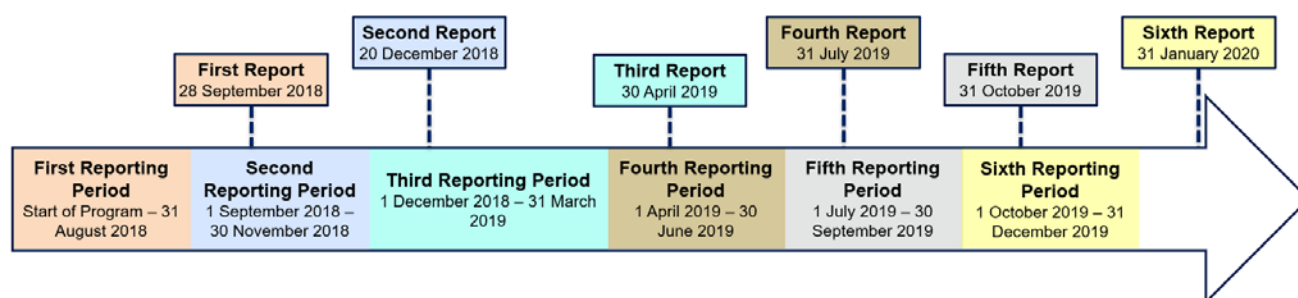 First Report
28 September 2018
Second Report
20 December 2018
Third Report
30 April 2019
Fourth Report
31 July 2019
Fifth Report
31 October 2019
Sixth Report
31 January 2020
First Reporting
Period
Start of Program – 31
August 2018
Second
Reporting Period
1 September 2018 –
30 November 2018
Third Reporting Period
1 December 2018 – 31 March
2019
Fourth Reporting
Period
1 April 2019 – 30
June 2019
Fifth Reporting
Period
1 July 2019 – 30
September 2019
Sixth Reporting
Period
1 October 2019 – 31
December 2019